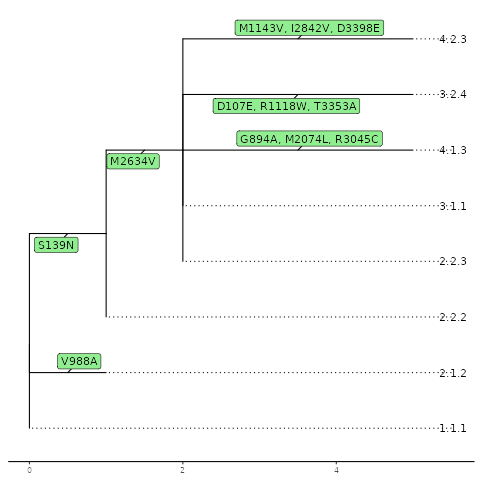 M1143V, I2842V, D3398E
4.2.3
3.2.4
D107E, R1118W, T3353A
G894A, M2074L, R3045C
4.1.3
M2634V
3.1.1
S139N
2.2.3
2.2.2
V988A
2.1.2
1.1.1
0 2 4